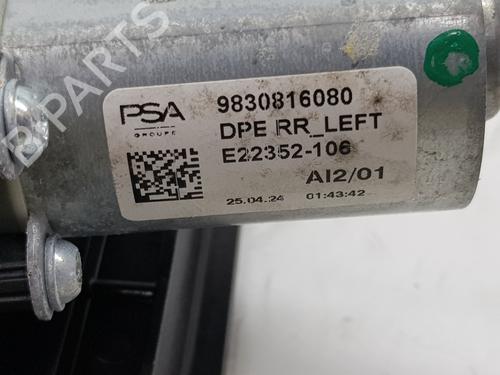 PSA
GROUPE
9830816080
DPE RR_LEFT
E22352-106
AI2/01
25.04.24 01:43:42
B-PARTS